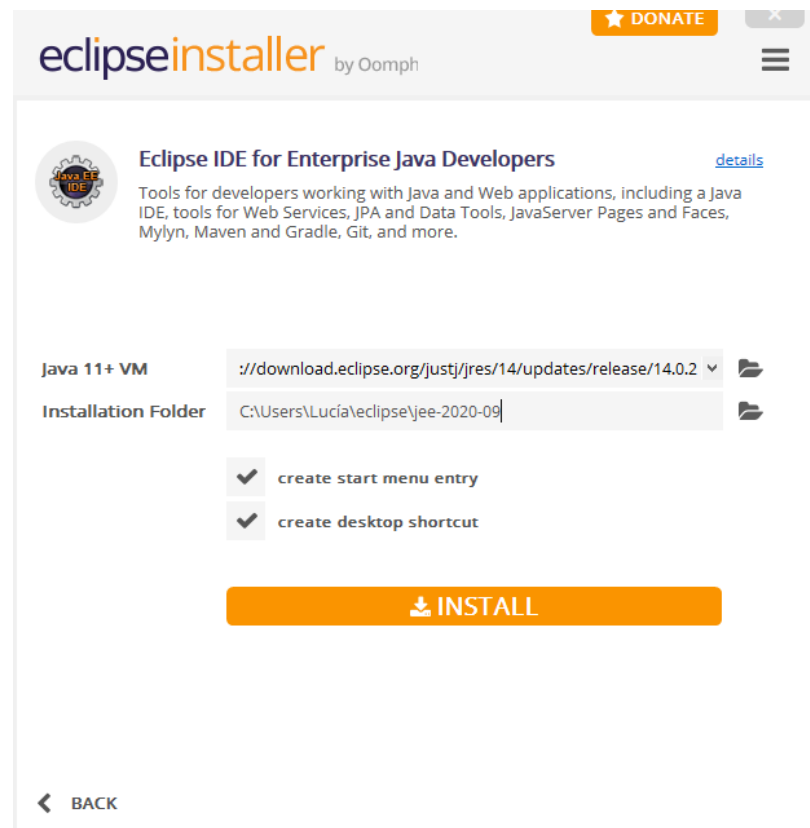 DONATE
eclipseinstaller by Oomph
Eclipse IDE for Enterprise Java Developers
details
Java EE
IDE
Tools for developers working with Java and Web applications, including a Java
IDE, tools for Web Services, JPA and Data Tools, JavaServer Pages and Faces,
Mylyn, Maven and Gradle, Git, and more.
Java 11+ VM
://download.eclipse.org/justj/jres/14/updates/release/14.0.2
Installation Folder
C:\Users\Lucía\eclipse\jee-2020-09
create start menu entry
create desktop shortcut
INSTALL
BACK